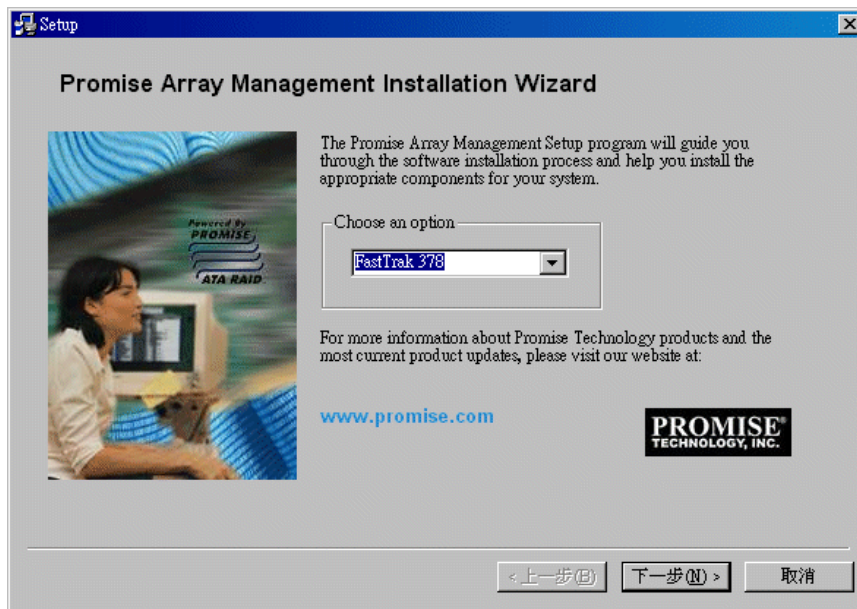 Setup
Promise Array Management Installation Wizard
Powered By
PROMISE
ATA RAID
The Promise Array Management Setup program will guide you
through the software installation process and help you install the
appropriate components for your system.
Choose an option
FastTrak 378
For more information about Promise Technology products and the
most current product updates, please visit our website at:
www.promise.com
PROMISE®
TECHNOLOGY, INC.
<上一步(B)
下一步(N) >
取消